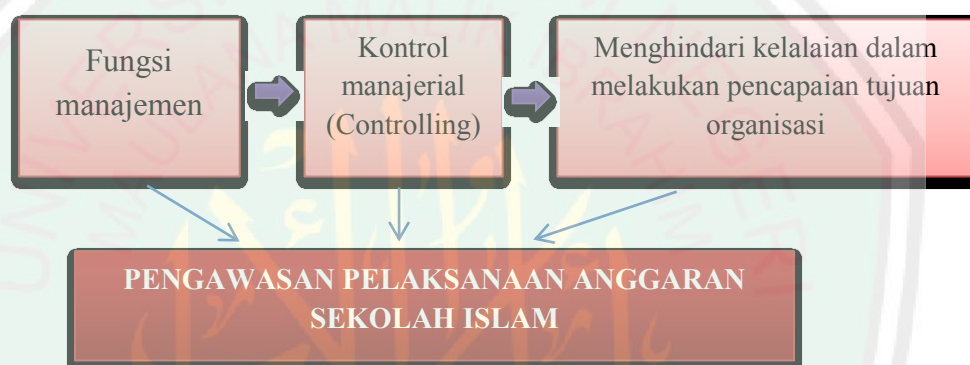 Fungsi
manajemen
Kontrol
manajerial
(Controlling)
Menghindari kelalaian dalam
melakukan pencapaian tujuan
organisasi
PENGAWASAN PELAKSANAAN ANGGARAN
SEKOLAH ISLAM